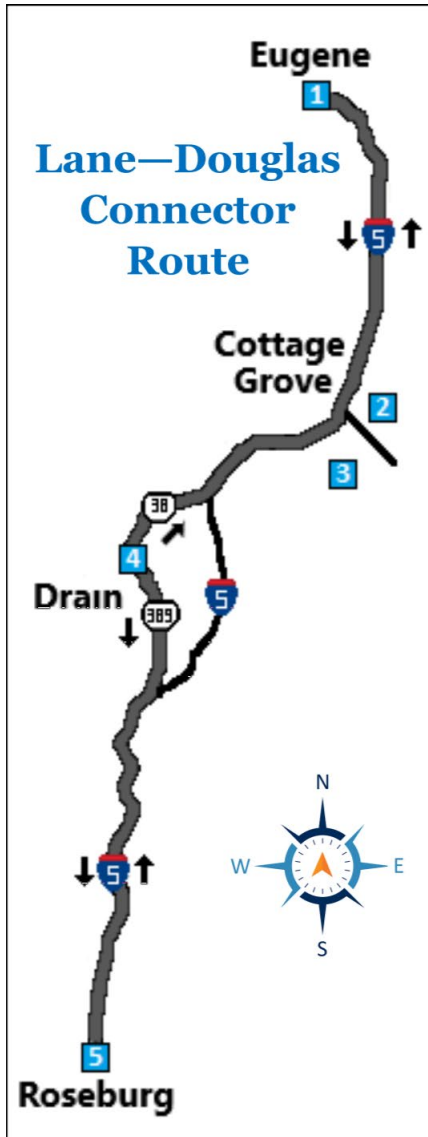 Eugene
1
Lane—Douglas
Connector
Route
5
Cottage
Grove
2
3
38
4
5
Drain
389
N
W
E
S
5
5
Roseburg